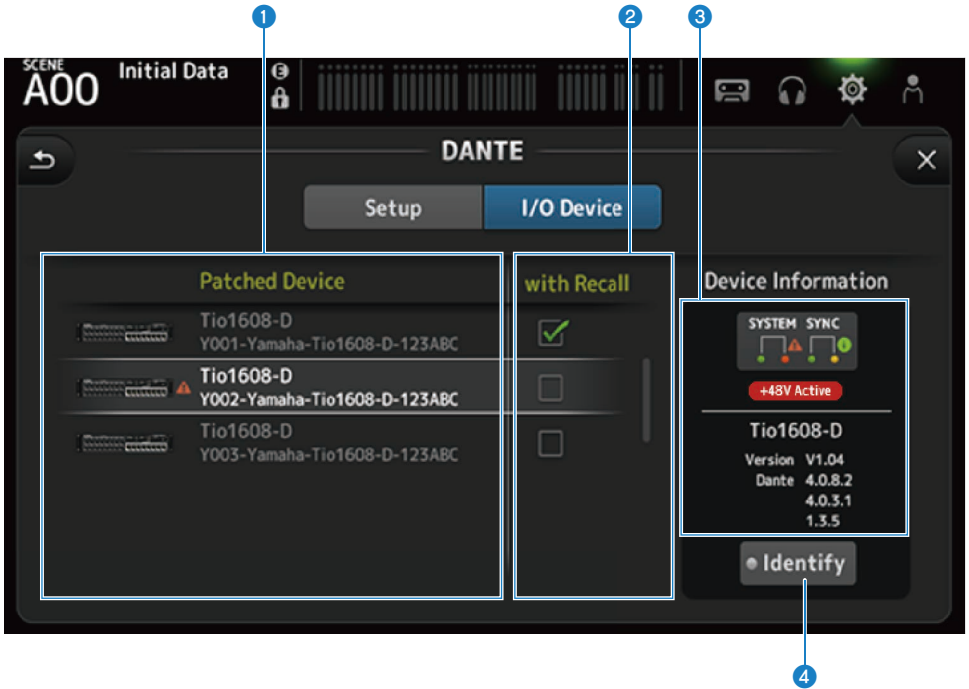 1 2 3
SCENE
A00 Initial Data E
DANTE
Setup I/O Device
Patched Device with Recall Device Information
Tio1608-D
Y001-Yamaha-Tio1608-D-123ABC
Tio1608-D
Y002-Yamaha-Tio1608-D-123ABC
Tio1608-D
Y003-Yamaha-Tio1608-D-123ABC
SYSTEM SYNC
+48V Active
Tio1608-D
Version V1.04
Dante 4.0.8.2
4.0.3.1
1.3.5
Identify
4